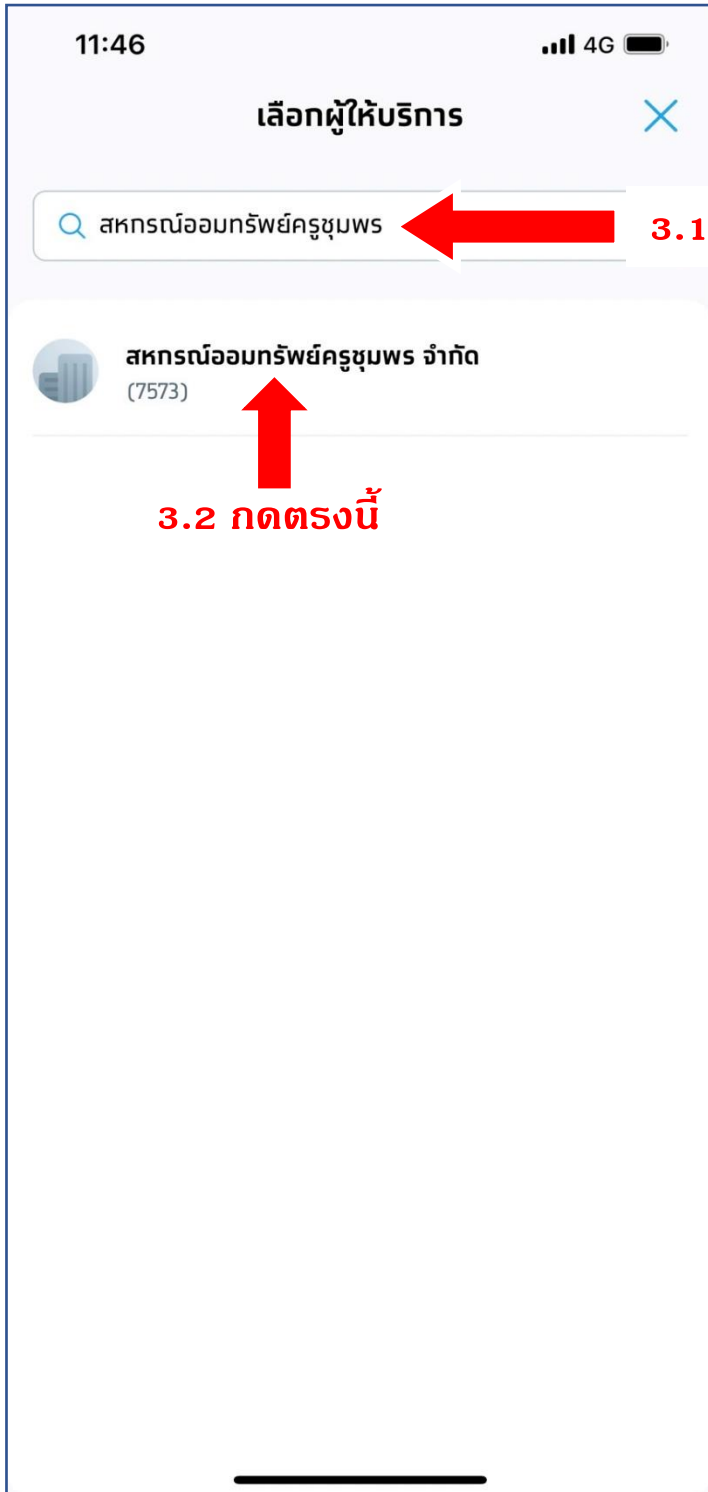 11:46 4G
เลือกผู้ให้บริการ
สหกรณ์ออมทรัพย์ครูชุมพร 3.1
สหกรณ์ออมทรัพย์ครูชุมพร จำกัด
(7573)
3.2 กดตรงนี้